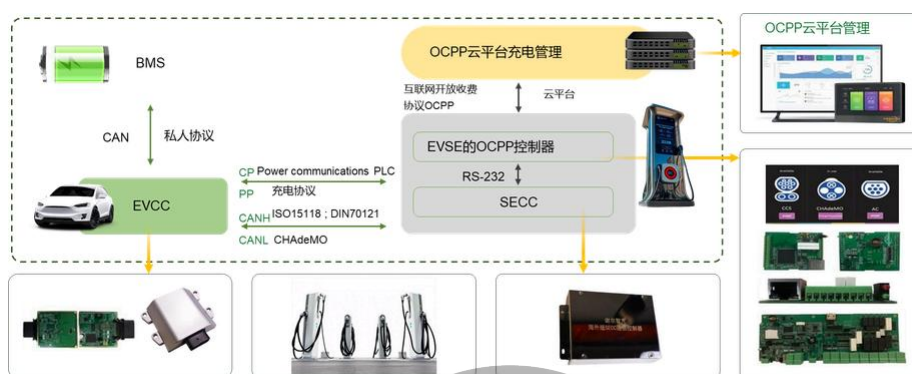 OCPP云平台充电管理
OCPP云平台管理
BMS
互联网开放收费
协议OCPP
云平台
CAN
私人协议
EVSE的OCPP控制器
CP Power communications PLC
RS-232
PP 充电协议
EVCC
SECC
CANH ISO15118 ; DIN70121
CANL CHAdeMO
CCS
CHAdeMO
AC